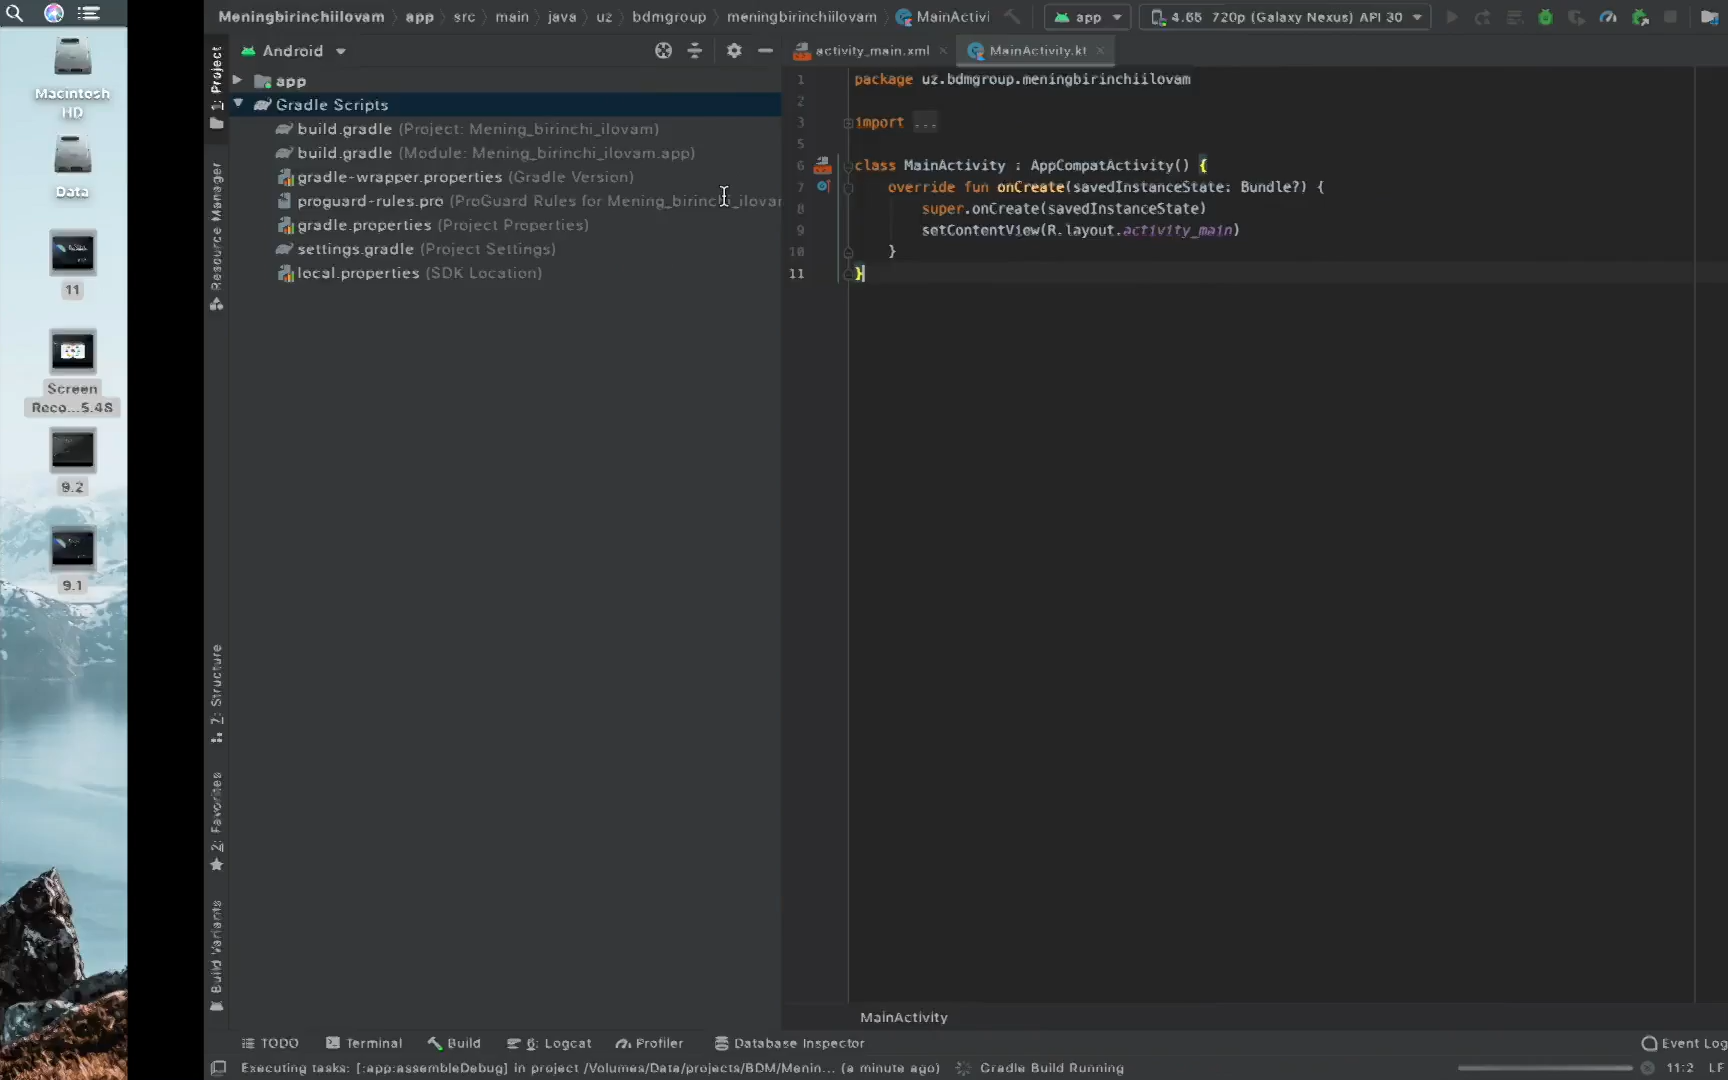 Macintosh
HD
Data
11
Screen
Reco...5.48
9.2
9.1
Meningbirinchiilovam app src main java uz bdmgroup meningbirinchiilovam MainActivi
app
4.65 720p (Galaxy Nexus) API 30
1: Project
Resource Manager
7: Structure
2: Favorites
Build Variants
Android
app
Gradle Scripts
build.gradle (Project: Mening_birinchi_ilovam)
build.gradle (Module: Mening_birinchi_ilovam.app)
gradle-wrapper.properties (Gradle Version)
proguard-rules.pro (ProGuard Rules for Mening_birinchi_ilovam
gradle.properties (Project Properties)
settings.gradle (Project Settings)
local.properties (SDK Location)
activity_main.xml
MainActivity.kt
1 package uz.bdmgroup.meningbirinchiilovam
2
3 import ...
5
6 class MainActivity : AppCompatActivity() {
7 override fun onCreate(savedInstanceState: Bundle?) {
8 super.onCreate(savedInstanceState)
9 setContentView(R.layout.activity_main)
10 }
11 }
MainActivity
TODO Terminal Build 6: Logcat Profiler Database Inspector Event Log
Executing tasks: [:app:assembleDebug] in project /Volumes/Data/projects/BDM/Menin... (a minute ago) Gradle Build Running 11:2 LF